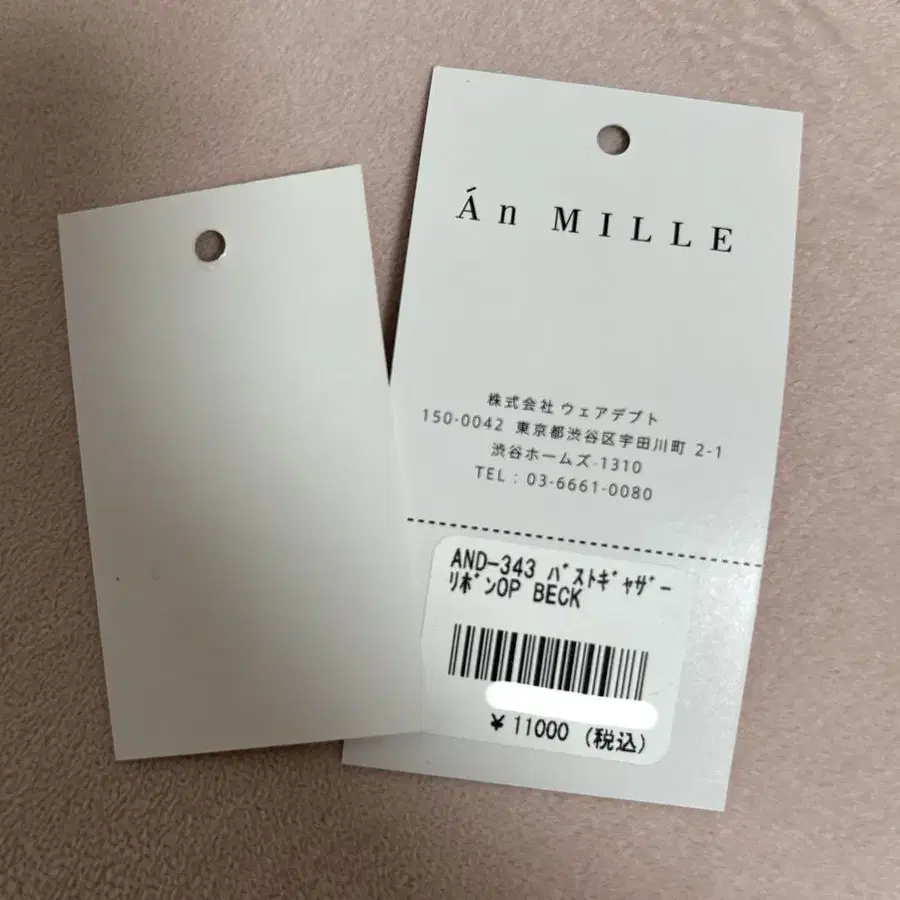 Án MILLE
株式会社 ウェアデプト
150-0042 東京都渋谷区宇田川町 2-1
渋谷ホームズ-1310
TEL : 03-6661-0080
AND-343 ﾊﾞｽﾄｷﾞｬｻﾞｰ
ﾘﾎﾞﾝOP BECK
¥ 11000 (税込)